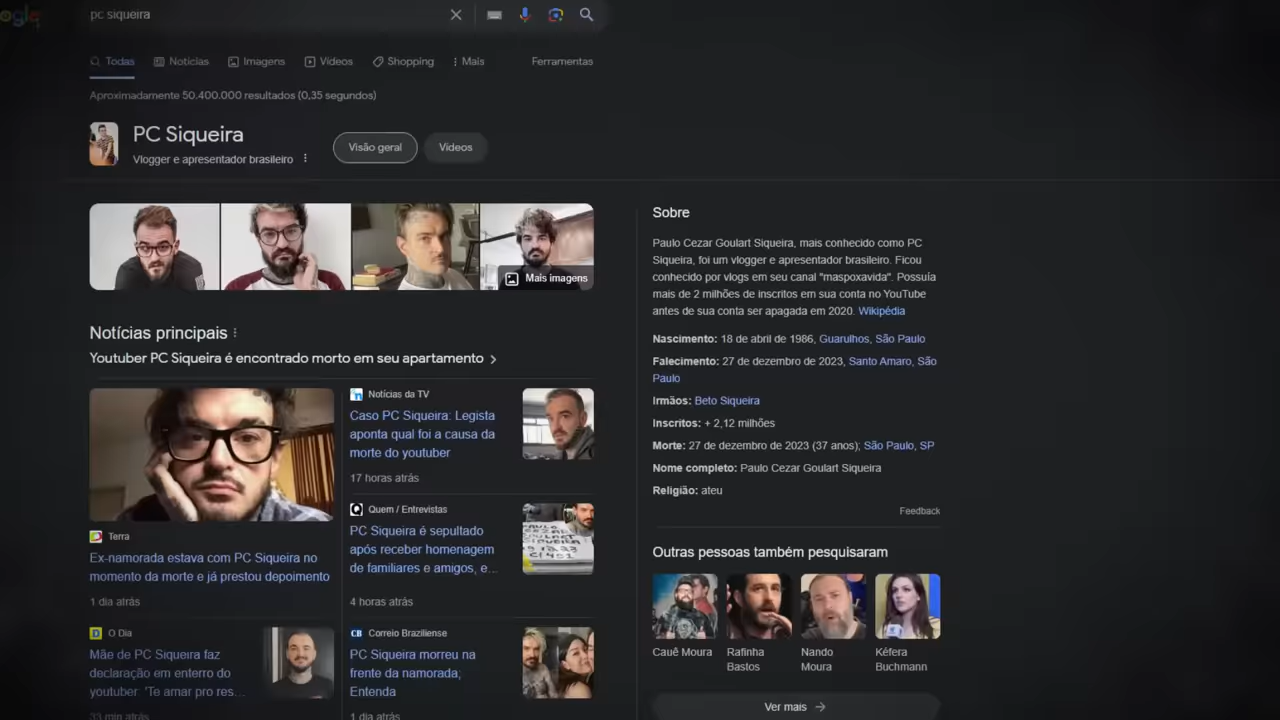 pc siqueira
Todas
Notícias
Imagens
Vídeos
Shopping
Mais
Ferramentas
Aproximadamente 50.400.000 resultados (0,35 segundos)
PC Siqueira
Vlogger e apresentador brasileiro
Visão geral
Vídeos
Mais imagens
Notícias principais
Youtuber PC Siqueira é encontrado morto em seu apartamento
Terra
Ex-namorada estava com PC Siqueira no
momento da morte e já prestou depoimento
1 dia atrás
O Dia
Mãe de PC Siqueira faz
declaração em enterro do
youtuber 'Te amar pro res...
33 min atrás
Notícias da TV
Caso PC Siqueira: Legista
aponta qual foi a causa da
morte do youtuber
17 horas atrás
Quem / Entrevistas
PC Siqueira é sepultado
após receber homenagem
de familiares e amigos, e...
4 horas atrás
CB Correio Braziliense
PC Siqueira morreu na
frente da namorada;
Entenda
1 dia atrás
Sobre
Paulo Cezar Goulart Siqueira, mais conhecido como PC
Siqueira, foi um vlogger e apresentador brasileiro. Ficou
conhecido por vlogs em seu canal "maspoxavida". Possuía
mais de 2 milhões de inscritos em sua conta no YouTube
antes de sua conta ser apagada em 2020. Wikipédia
Nascimento: 18 de abril de 1986, Guarulhos, São Paulo
Falecimento: 27 de dezembro de 2023, Santo Amaro, São
Paulo
Irmãos: Beto Siqueira
Inscritos: + 2,12 milhões
Morte: 27 de dezembro de 2023 (37 anos); São Paulo, SP
Nome completo: Paulo Cezar Goulart Siqueira
Religião: ateu
Feedback
Outras pessoas também pesquisaram
Cauê Moura
Rafinha
Bastos
Nando
Moura
Kéfera
Buchmann
Ver mais